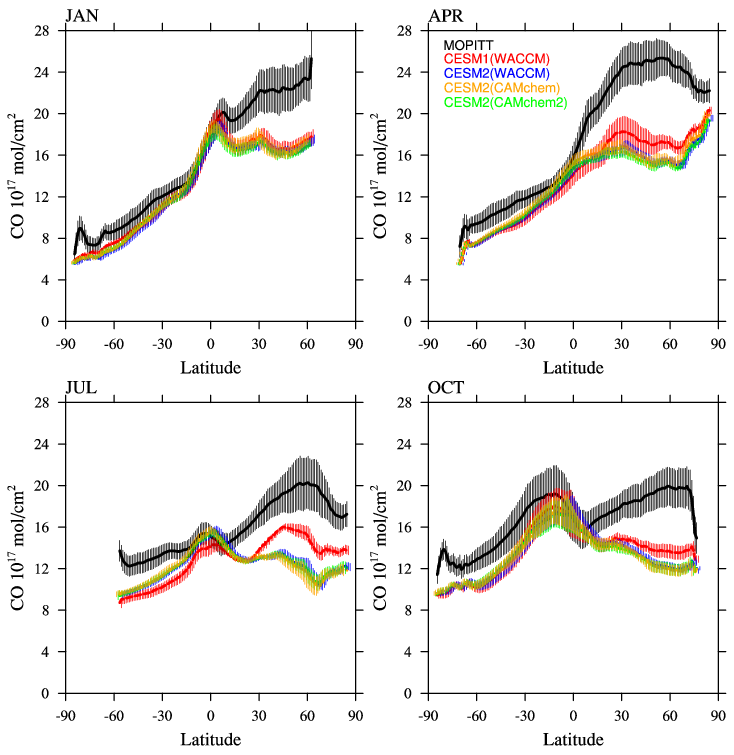 JAN
28
24
20
16
12
8
4
0
CO 10^17 mol/cm^2
-90 -60 -30 0 30 60 90
Latitude
APR
MOPITT
CESM1(WACCM)
CESM2(WACCM)
CESM2(CAMchem)
CESM2(CAMchem2)
28
24
20
16
12
8
4
0
CO 10^17 mol/cm^2
-90 -60 -30 0 30 60 90
Latitude
JUL
28
24
20
16
12
8
4
0
CO 10^17 mol/cm^2
-90 -60 -30 0 30 60 90
Latitude
OCT
28
24
20
16
12
8
4
0
CO 10^17 mol/cm^2
-90 -60 -30 0 30 60 90
Latitude